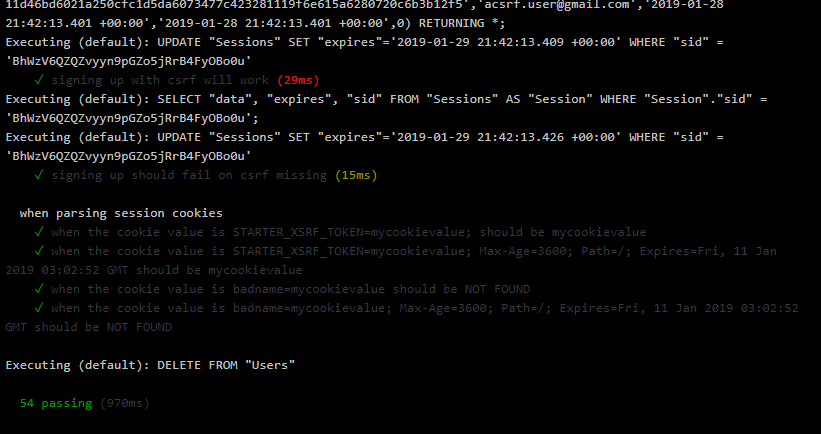 11d46bd6021a250cfc1d5da6073477c423281119f6e615a6280720c6b3b12f5','acsrf.user@gmail.com','2019-01-28
21:42:13.401 +00:00','2019-01-28 21:42:13.401 +00:00',0) RETURNING *;
Executing (default): UPDATE "Sessions" SET "expires"='2019-01-29 21:42:13.409 +00:00' WHERE "sid" =
'BhWzV6QZQZvyyn9pGZo5jRrB4FyOBo0u'
✓ signing up with csrf will work (29ms)
Executing (default): SELECT "data", "expires", "sid" FROM "Sessions" AS "Session" WHERE "Session"."sid" =
'BhWzV6QZQZvyyn9pGZo5jRrB4FyOBo0u';
Executing (default): UPDATE "Sessions" SET "expires"='2019-01-29 21:42:13.426 +00:00' WHERE "sid" =
'BhWzV6QZQZvyyn9pGZo5jRrB4FyOBo0u'
✓ signing up should fail on csrf missing (15ms)
when parsing session cookies
✓ when the cookie value is STARTER_XSRF_TOKEN=mycookievalue; should be mycookievalue
✓ when the cookie value is STARTER_XSRF_TOKEN=mycookievalue; Max-Age=3600; Path=/; Expires=Fri, 11 Jan
2019 03:02:52 GMT should be mycookievalue
✓ when the cookie value is badname=mycookievalue should be NOT FOUND
✓ when the cookie value is badname=mycookievalue; Max-Age=3600; Path=/; Expires=Fri, 11 Jan 2019 03:02:52
GMT should be NOT FOUND
Executing (default): DELETE FROM "Users"
54 passing (970ms)